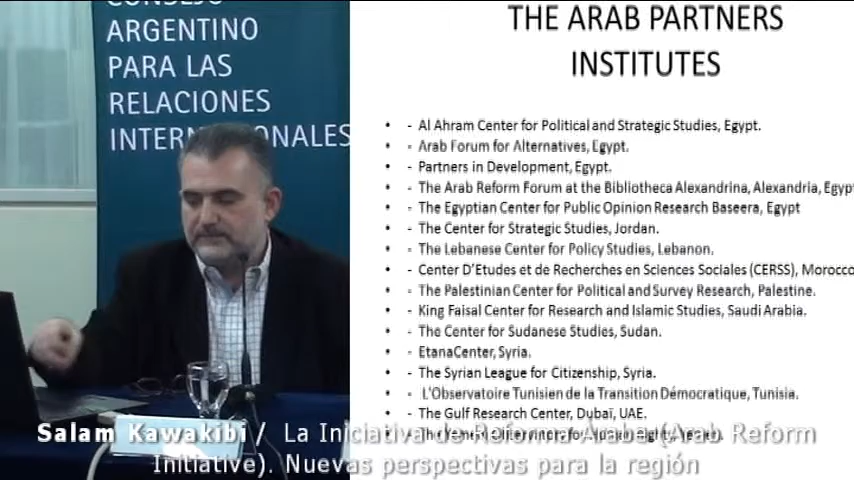 CONSEJO
ARGENTINO
PARA LAS
RELACIONES
INTERNACIONALES
THE ARAB PARTNERS
INSTITUTES
• - Al Ahram Center for Political and Strategic Studies, Egypt.
• - Arab Forum for Alternatives, Egypt.
• - Partners in Development, Egypt.
• - The Arab Reform Forum at the Bibliotheca Alexandrina, Alexandria, Egypt
• - The Egyptian Center for Public Opinion Research Baseera, Egypt
• - The Center for Strategic Studies, Jordan.
• - The Lebanese Center for Policy Studies, Lebanon.
• - Center D'Etudes et de Recherches en Sciences Sociales (CERSS), Morocco
• - The Palestinian Center for Political and Survey Research, Palestine.
• - King Faisal Center for Research and Islamic Studies, Saudi Arabia.
• - The Center for Sudanese Studies, Sudan.
• - EtanaCenter, Syria.
• - The Syrian League for Citizenship, Syria.
• - L'Observatoire Tunisien de la Transition Démocratique, Tunisia.
• - The Gulf Research Center, Dubaï, UAE.
Salam Kawakibi / La Iniciativa de Reforma Árabe (Arab Reform
Initiative). Nuevas perspectivas para la región